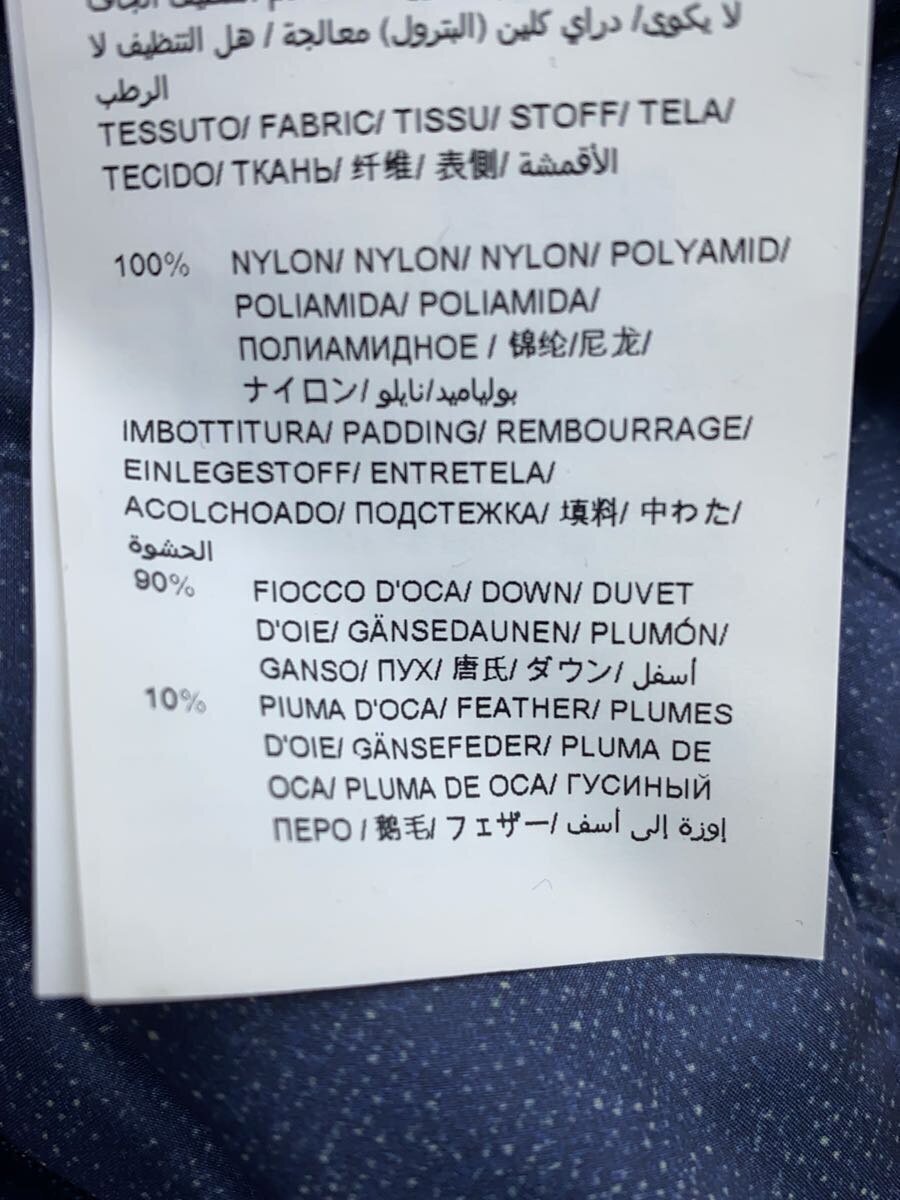 لا يكوى/ دراي كلين (البترول) معالجة / هل التنظيف لا
الرطب
TESSUTO/ FABRIC/ TISSU/ STOFF/ TELA/
TECIDO/ ТКАНЬ/ 纤维/ 表側/ الأقمشة
100% NYLON/ NYLON/ NYLON/ POLYAMID/
POLIAMIDA/ POLIAMIDA/
ПОЛИАМИДНОЕ / 锦纶/尼龙/
ナイロン/ بولياميد/نايلو
IMBOTTITURA/ PADDING/ REMBOURRAGE/
EINLEGESTOFF/ ENTRETELA/
ACOLCHOADO/ ПОДСТЕЖКА/ 填料/ 中わた/
الحشوة
90% FIOCCO D'OCA/ DOWN/ DUVET
D'OIE/ GÄNSEDAUNEN/ PLUMÓN/
GANSO/ ПУХ/ 唐氏/ ダウン/ أسفل
10% PIUMA D'OCA/ FEATHER/ PLUMES
D'OIE/ GÄNSEFEDER/ PLUMA DE
OCA/ PLUMA DE OCA/ ГУСИНЫЙ
ПЕРО / 鹅毛/ フェザー/ إوزة إلى أسف